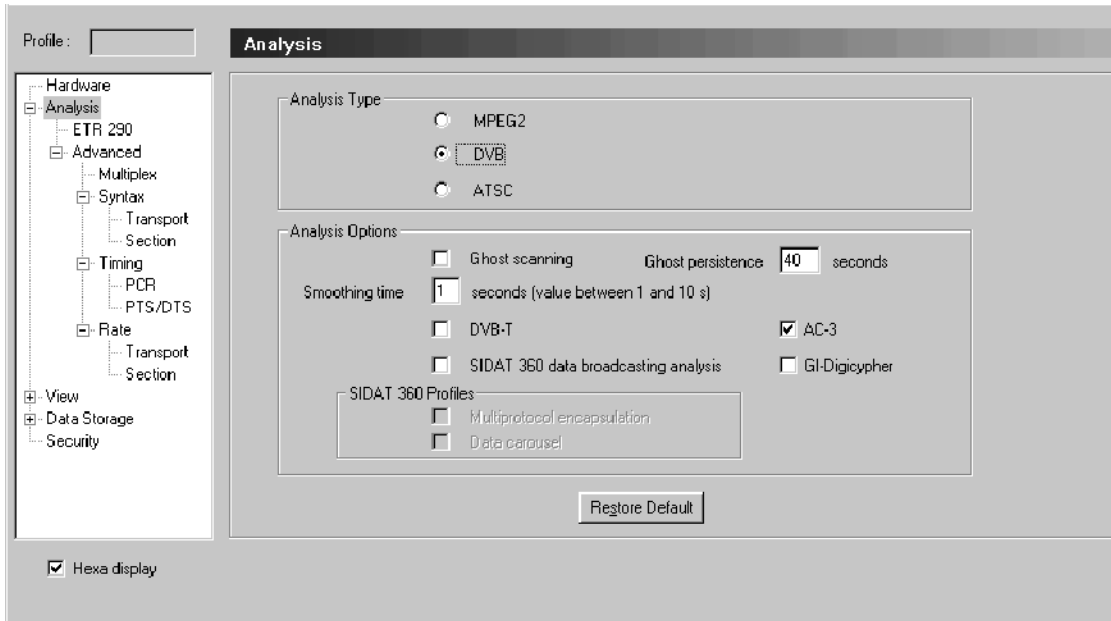 Profile :
Analysis
Hardware
Analysis
ETR 290
Advanced
Multiplex
Syntax
Transport
Section
Timing
PCR
PTS/DTS
Rate
Transport
Section
View
Data Storage
Security
Analysis Type
MPEG2
DVB
ATSC
Analysis Options
Ghost scanning Ghost persistence 40 seconds
Smoothing time 1 seconds (value between 1 and 10 s)
DVB-T AC-3
SIDAT 360 data broadcasting analysis GI-Digicypher
SIDAT 360 Profiles
Multiprotocol encapsulation
Data carousel
Restore Default
Hexa display